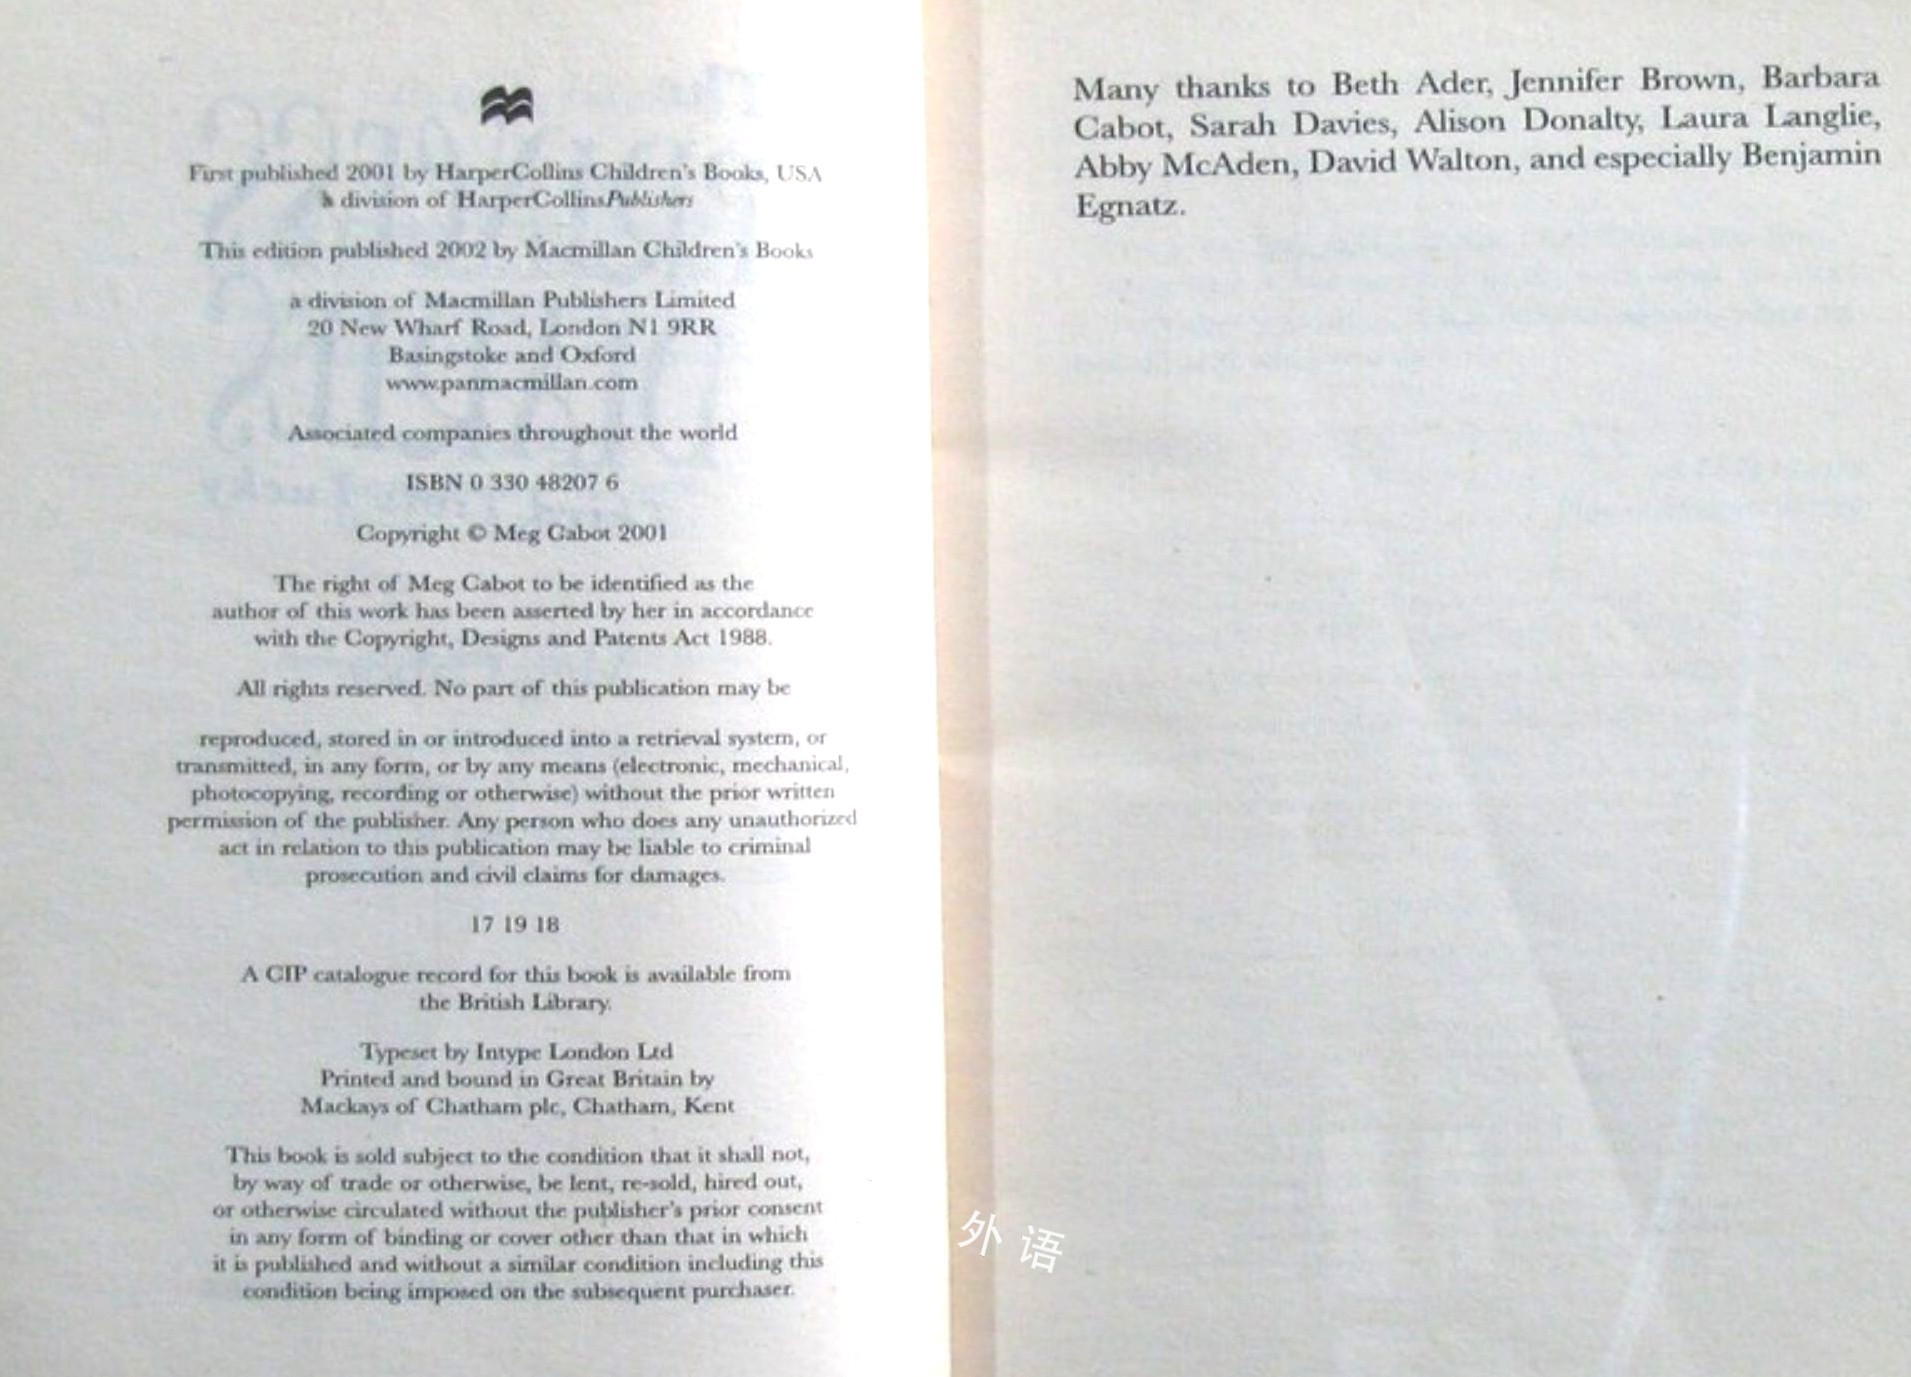 First published 2001 by HarperCollins Children's Books, USA
a division of HarperCollinsPublishers
This edition published 2002 by Macmillan Children's Books
a division of Macmillan Publishers Limited
20 New Wharf Road, London N1 9RR
Basingstoke and Oxford
www.panmacmillan.com
Associated companies throughout the world
ISBN 0 330 48207 6
Copyright © Meg Cabot 2001
The right of Meg Cabot to be identified as the
author of this work has been asserted by her in accordance
with the Copyright, Designs and Patents Act 1988.
All rights reserved. No part of this publication may be
reproduced, stored in or introduced into a retrieval system, or
transmitted, in any form, or by any means (electronic, mechanical,
photocopying, recording or otherwise) without the prior written
permission of the publisher. Any person who does any unauthorized
act in relation to this publication may be liable to criminal
prosecution and civil claims for damages.
17 19 18
A CIP catalogue record for this book is available from
the British Library.
Typeset by Intype London Ltd
Printed and bound in Great Britain by
Mackays of Chatham plc, Chatham, Kent
This book is sold subject to the condition that it shall not,
by way of trade or otherwise, be lent, re-sold, hired out,
or otherwise circulated without the publisher's prior consent
in any form of binding or cover other than that in which
it is published and without a similar condition including this
condition being imposed on the subsequent purchaser.
Many thanks to Beth Ader, Jennifer Brown, Barbara
Cabot, Sarah Davies, Alison Donalty, Laura Langlie,
Abby McAden, David Walton, and especially Benjamin
Egnatz.
外语